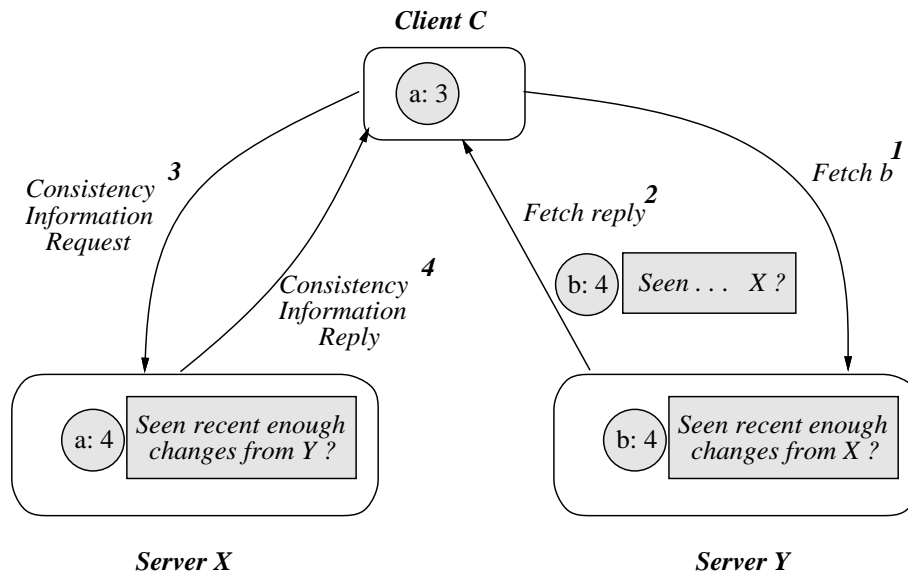 Client C
a: 3
3
Consistency
Information
Request
1
Fetch b
2
Fetch reply
4
Consistency
Information
Reply
b: 4
Seen . . . X ?
a: 4
Seen recent enough
changes from Y ?
b: 4
Seen recent enough
changes from X ?
Server X
Server Y